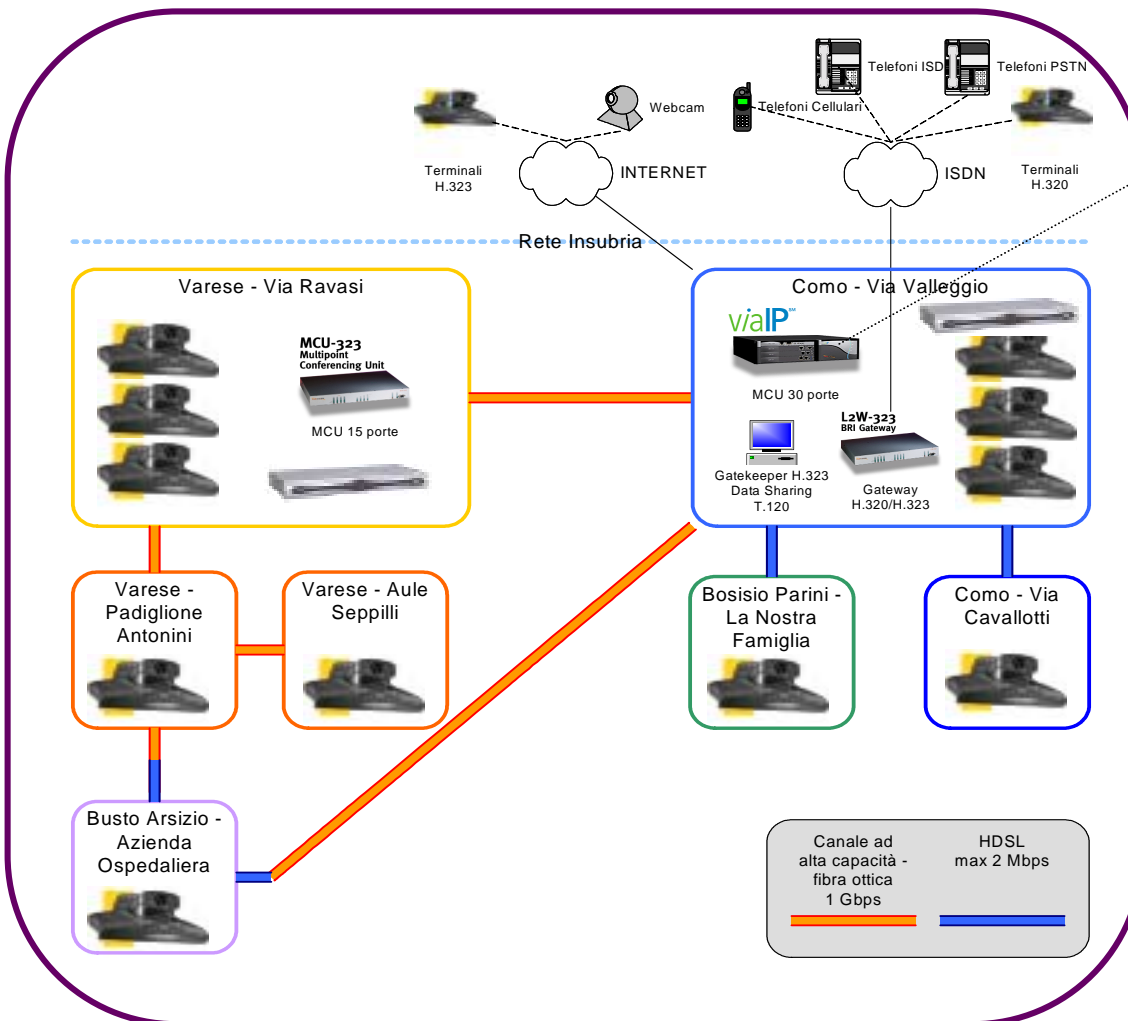 Telefoni ISD
Telefoni PSTN
Webcam
Telefoni Cellulari
Terminali
H.323
INTERNET
ISDN
Terminali
H.320
Rete Insubria
Varese - Via Ravasi
MCU-323
Multipoint
Conferencing Unit
MCU 15 porte
Como - Via Valleggio
viaIP℠
MCU 30 porte
L2W-323
BRI Gateway
Gatekeeper H.323
Data Sharing
T.120
Gateway
H.320/H.323
Varese -
Padiglione
Antonini
Varese - Aule
Seppilli
Bosisio Parini -
La Nostra
Famiglia
Como - Via
Cavallotti
Busto Arsizio -
Azienda
Ospedaliera
Canale ad
alta capacità -
fibra ottica
1 Gbps
HDSL
max 2 Mbps